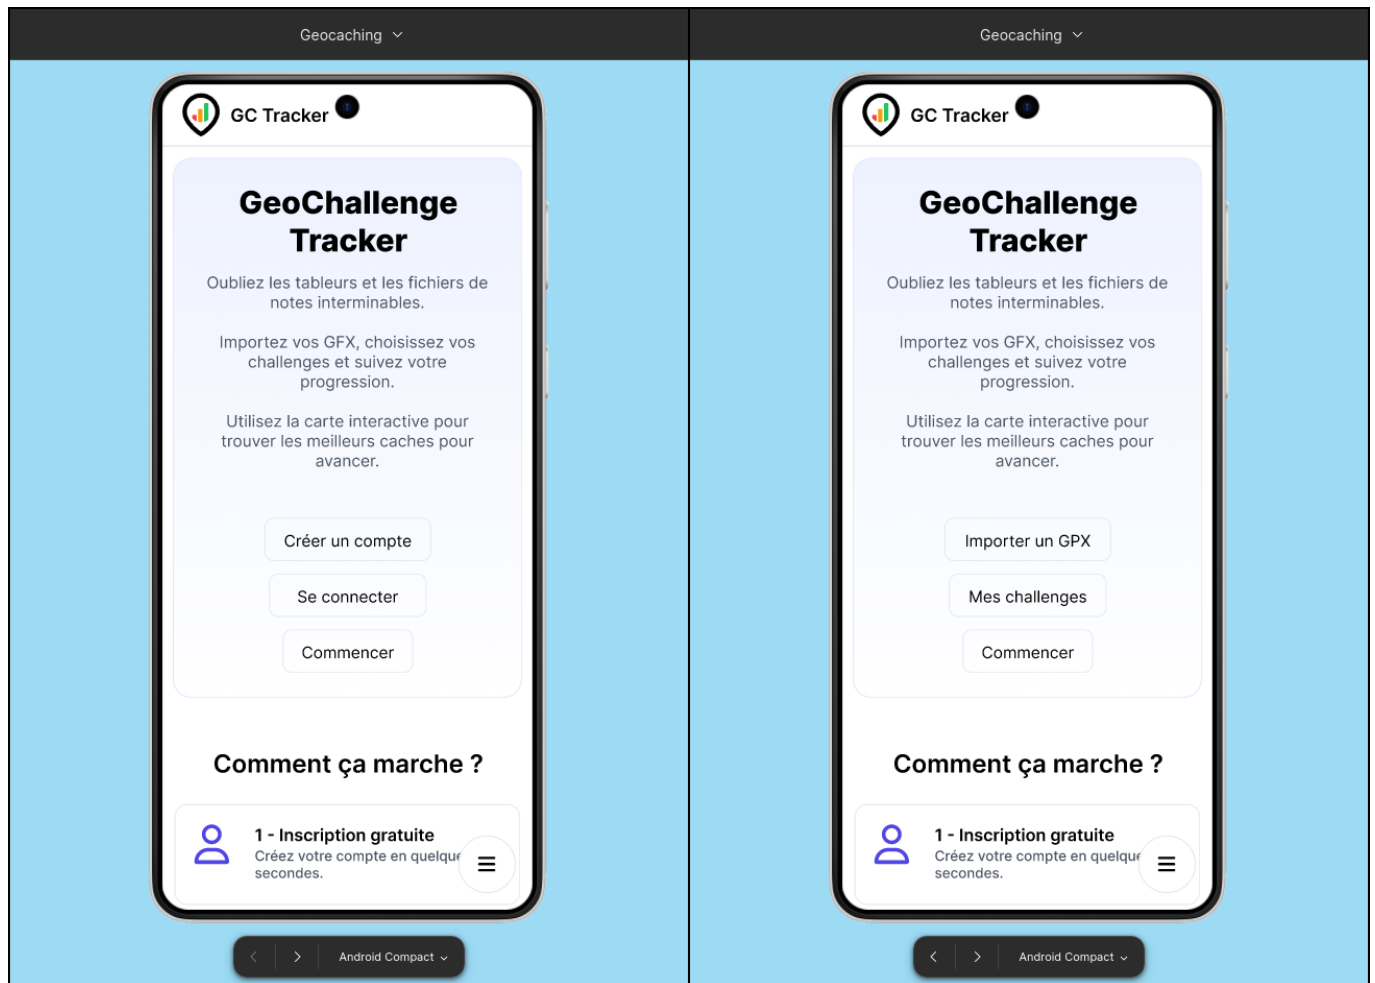 Geocaching
GC Tracker
GeoChallenge
Tracker
Oubliez les tableurs et les fichiers de
notes interminables.
Importez vos GFX, choisissez vos
challenges et suivez votre
progression.
Utilisez la carte interactive pour
trouver les meilleurs caches pour
avancer.
Créer un compte
Se connecter
Commencer
Comment ça marche ?
1 - Inscription gratuite
Créez votre compte en quelque
secondes.
Android Compact
Geocaching
GC Tracker
GeoChallenge
Tracker
Oubliez les tableurs et les fichiers de
notes interminables.
Importez vos GFX, choisissez vos
challenges et suivez votre
progression.
Utilisez la carte interactive pour
trouver les meilleurs caches pour
avancer.
Importer un GPX
Mes challenges
Commencer
Comment ça marche ?
1 - Inscription gratuite
Créez votre compte en quelque
secondes.
Android Compact